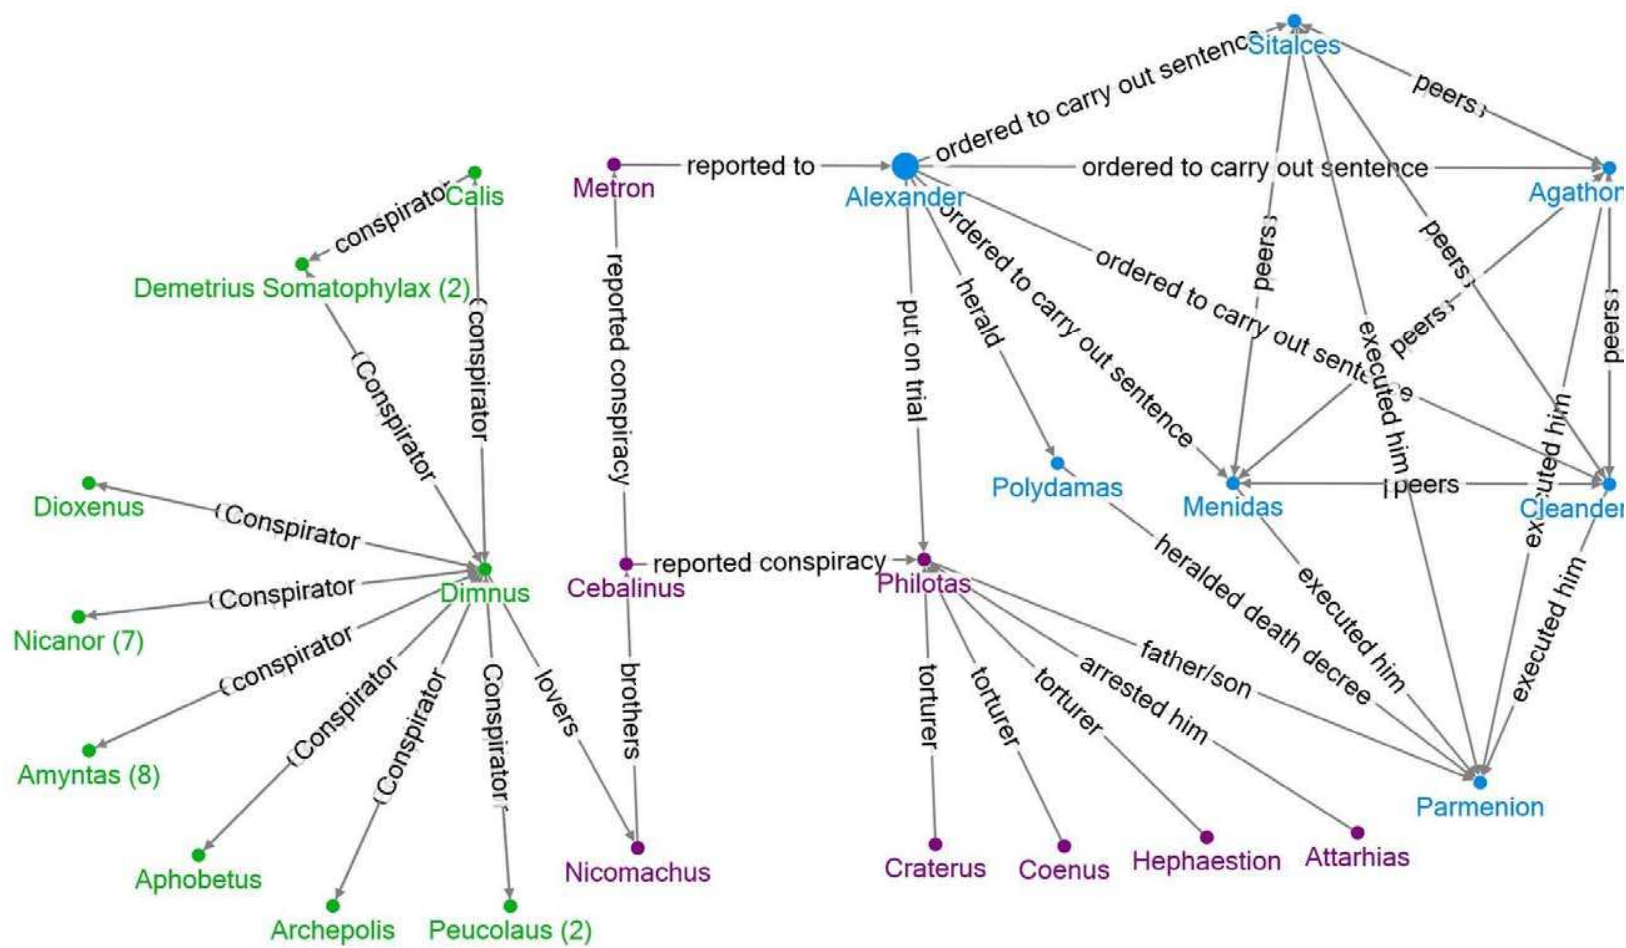 Sitalces
ordered to carry out sentence
peers
Metron
reported to
Alexander
ordered to carry out sentence
Agathon
Calis
conspirator
Demetrius Somatophylax (2)
conspirator
(Conspirator
reported conspiracy
put on trial
herald
ordered to carry out sentence
ordered to carry out sentence
peers
peers
peers
peers
executed him
executed him
Polydamas
Menidas
peers
Cleander
Dioxenus
(Conspirator
Dimnus
(Conspirator
Nicanor (7)
Cebalinus
reported conspiracy
Philotas
heralded death decree
executed him
executed him
(conspirator
Amyntas (8)
(Conspirator
(Conspirator
Conspirator
lovers
brothers
torturer
torturer
torturer
arrested him
father/son
Parmenion
Aphobetus
Archepolis
Peucolaus (2)
Nicomachus
Craterus
Coenus
Hephaestion
Attarhias